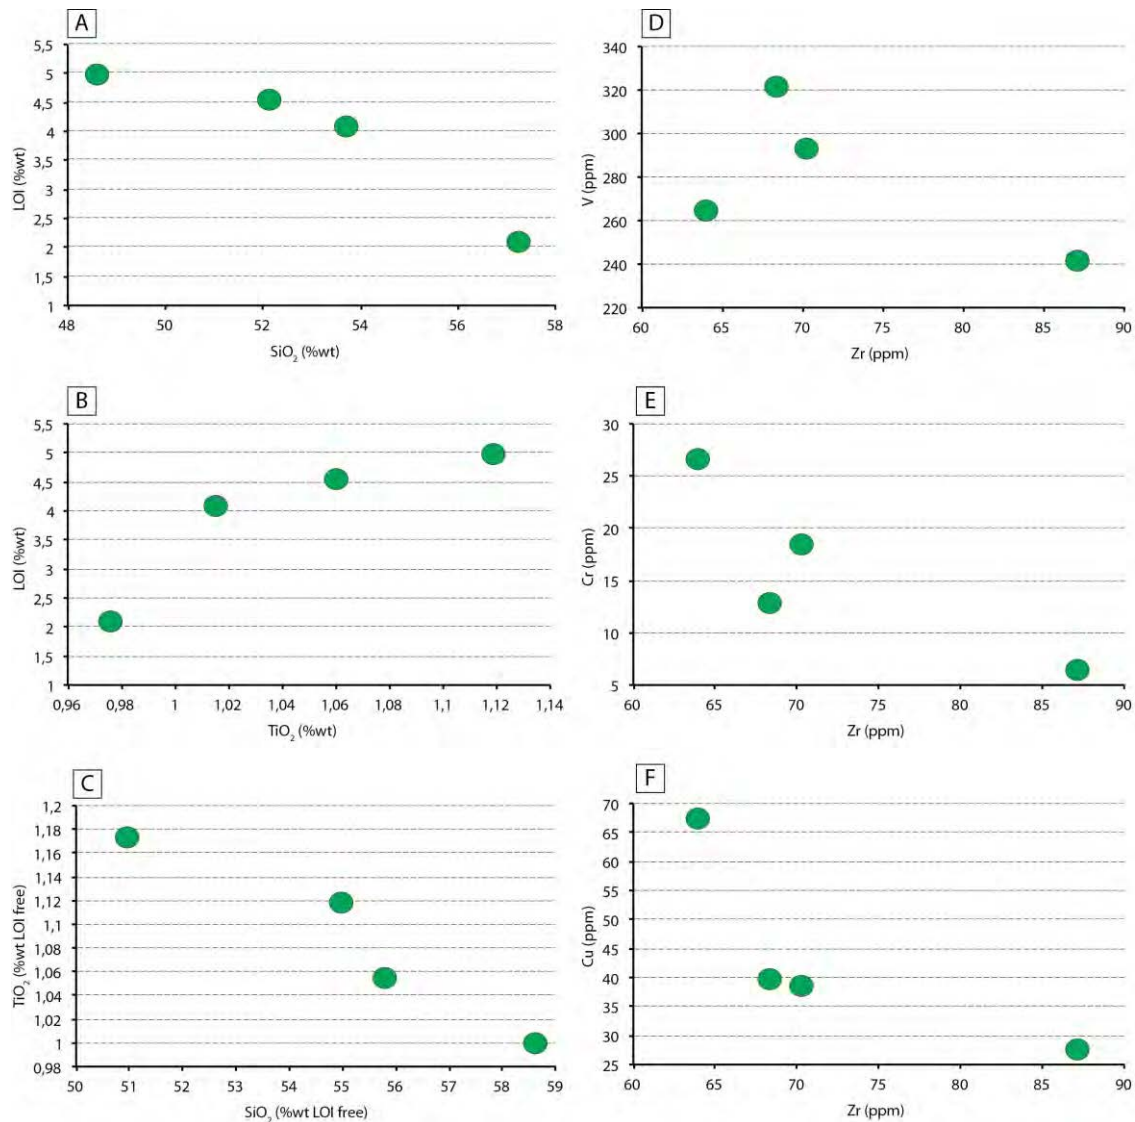 A
5,5
5
4,5
4
3,5
3
2,5
2
1,5
1
LOI (%wt)
48 50 52 54 56 58
SiO2 (%wt)
D
340
320
300
280
260
240
220
V (ppm)
60 65 70 75 80 85 90
Zr (ppm)
B
5,5
5
4,5
4
3,5
3
2,5
2
1,5
1
LOI (%wt)
0,96 0,98 1 1,02 1,04 1,06 1,08 1,1 1,12 1,14
TiO2 (%wt)
E
30
25
20
15
10
5
Cr (ppm)
60 65 70 75 80 85 90
Zr (ppm)
C
1,2
1,18
1,16
1,14
1,12
1,1
1,08
1,06
1,04
1,02
1
0,98
TiO2 (%wt LOI free)
50 51 52 53 54 55 56 57 58 59
SiO2 (%wt LOI free)
F
70
65
60
55
50
45
40
35
30
25
Cu (ppm)
60 65 70 75 80 85 90
Zr (ppm)